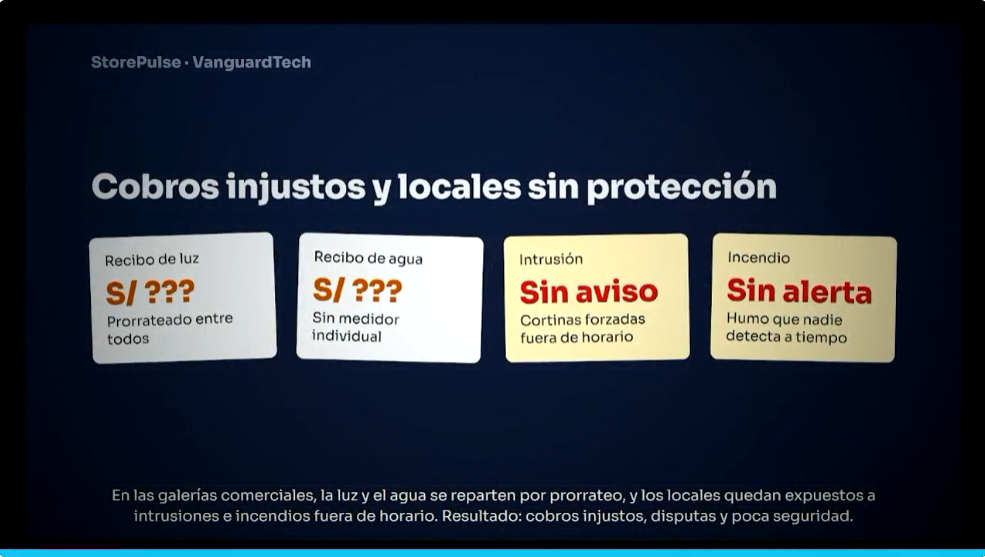 StorePulse · VanguardTech
Cobros injustos y locales sin protección
Recibo de luz
S/ ???
Prorrateado entre
todos
Recibo de agua
S/ ???
Sin medidor
individual
Intrusión
Sin aviso
Cortinas forzadas
fuera de horario
Incendio
Sin alerta
Humo que nadie
detecta a tiempo
En las galerías comerciales, la luz y el agua se reparten por prorrateo, y los locales quedan expuestos a
intrusiones e incendios fuera de horario. Resultado: cobros injustos, disputas y poca seguridad.